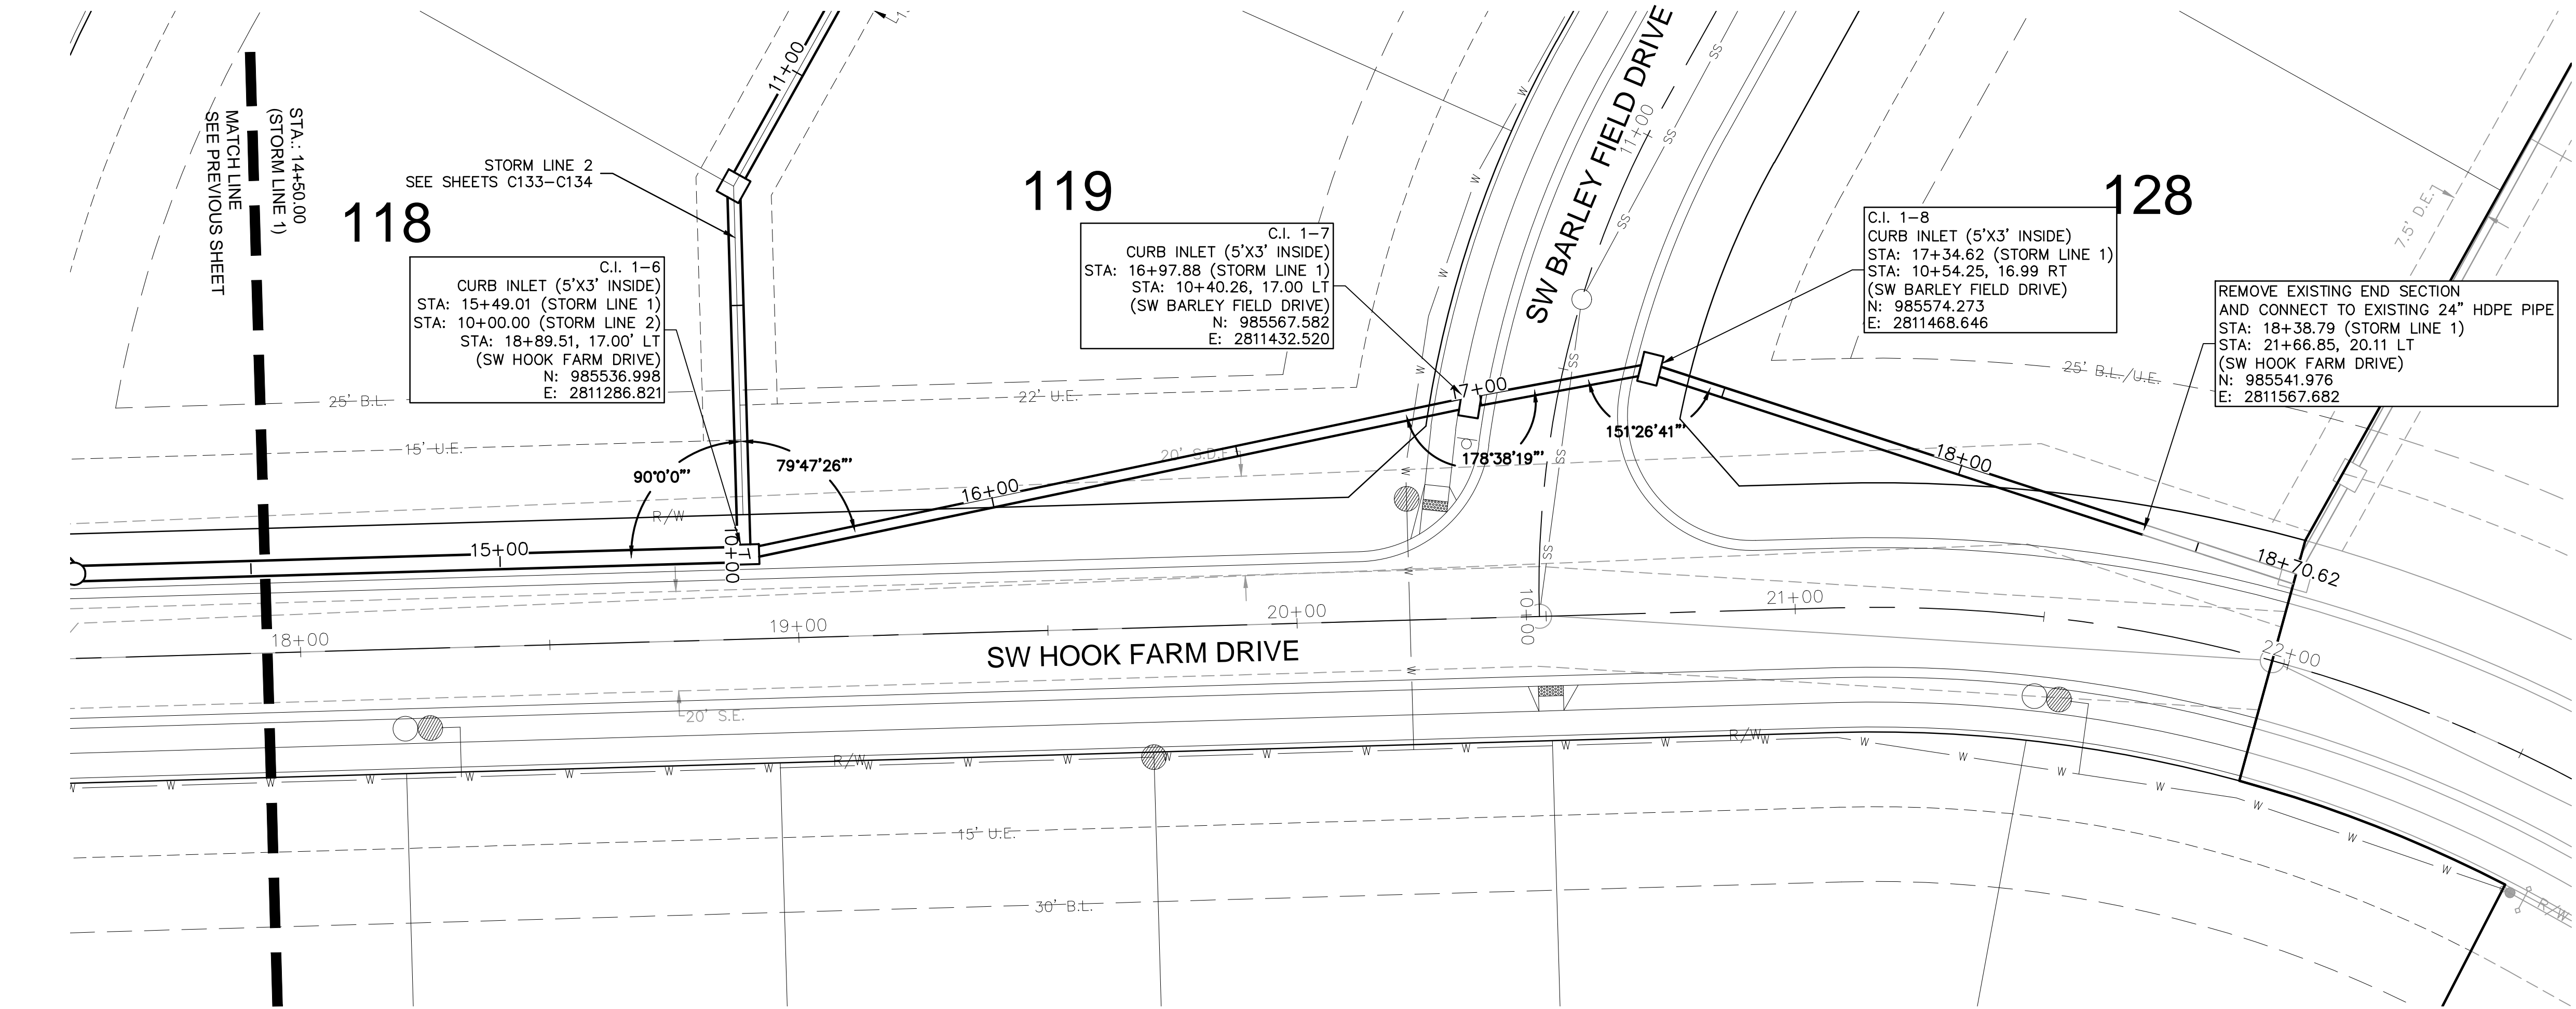 STA.: 14+50.00
(STORM LINE 1)
MATCH LINE
SEE PREVIOUS SHEET
118
STORM LINE 2
SEE SHEETS C133-C134
11+00
119
SW BARLEY FIELD DRIVE
11+00
128
7.5' D.E.
C.I. 1-6
CURB INLET (5'X3' INSIDE)
STA: 15+49.01 (STORM LINE 1)
STA: 10+00.00 (STORM LINE 2)
STA: 18+89.51, 17.00' LT
(SW HOOK FARM DRIVE)
N: 985536.998
E: 2811286.821
C.I. 1-7
CURB INLET (5'X3' INSIDE)
STA: 16+97.88 (STORM LINE 1)
STA: 10+40.26, 17.00 LT
(SW BARLEY FIELD DRIVE)
N: 985567.582
E: 2811432.520
C.I. 1-8
CURB INLET (5'X3' INSIDE)
STA: 17+34.62 (STORM LINE 1)
STA: 10+54.25, 16.99 RT
(SW BARLEY FIELD DRIVE)
N: 985574.273
E: 2811468.646
REMOVE EXISTING END SECTION
AND CONNECT TO EXISTING 24" HDPE PIPE
STA: 18+38.79 (STORM LINE 1)
STA: 21+66.85, 20.11 LT
(SW HOOK FARM DRIVE)
N: 985541.976
E: 2811567.682
25' B.L.
22' U.E.
25' B.L./U.E.
15' U.E.
20' S.D.E.
90°0'0"'
79°47'26"'
178°38'19"'
151°26'41"'
R/W
15+00
10+00
16+00
17+00
18+00
18+70.62
18+00
19+00
20+00
10+00
21+00
22+00
SW HOOK FARM DRIVE
20' S.E.
R/W
R/W
15' U.E.
30' B.L.
R/W
W W W W W W W W W W W W W W W W W W W W W W W W W
W W W W W W W
SS SS SS SS SS SS